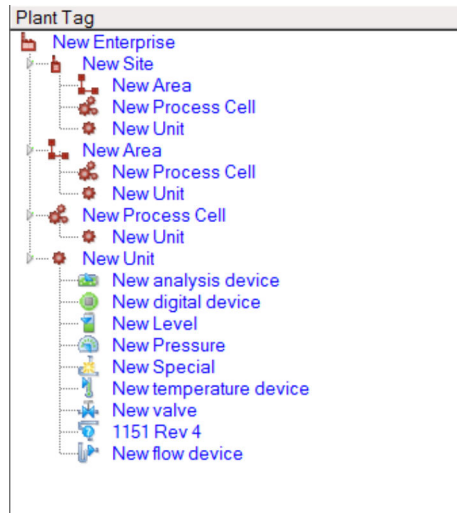 Plant Tag
New Enterprise
New Site
New Area
New Process Cell
New Unit
New Area
New Process Cell
New Unit
New Process Cell
New Unit
New Unit
New analysis device
New digital device
New Level
New Pressure
New Special
New temperature device
New valve
1151 Rev 4
New flow device